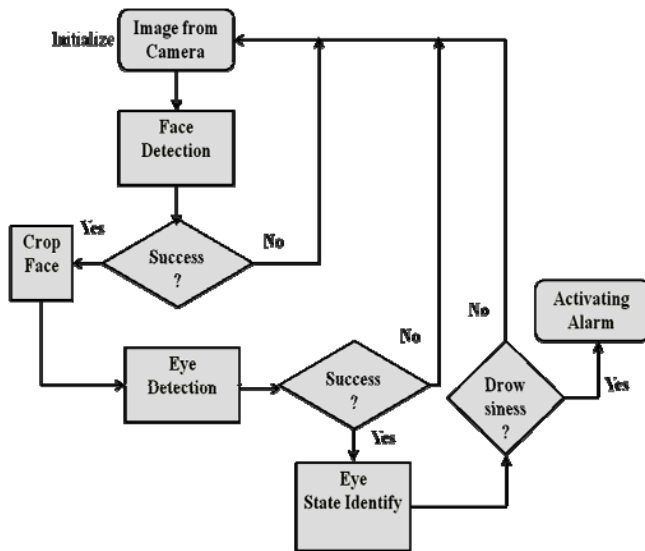 Initialize
Image from
Camera
Face
Detection
Yes
Crop
Face
Success
?
No
Eye
Detection
Success
?
No
Yes
Eye
State Identify
Drow
siness
?
No
Yes
Activating
Alarm